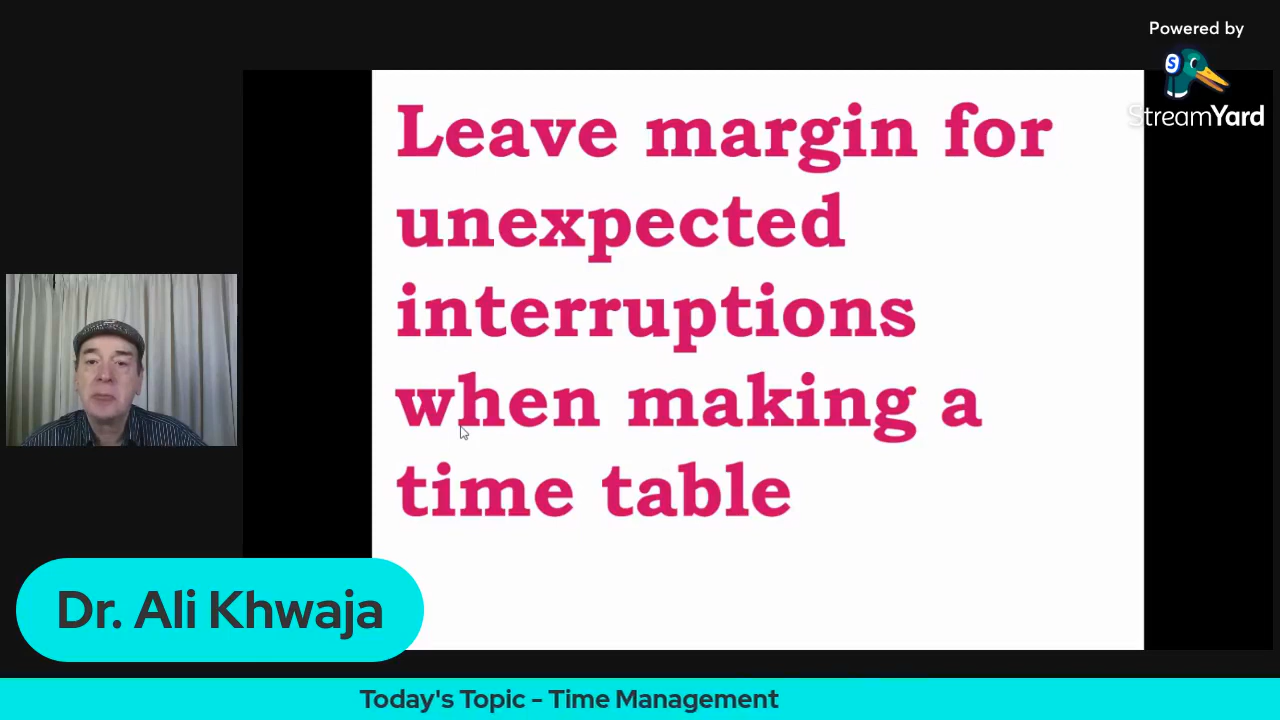 Powered by
StreamYard
Leave margin for
unexpected
interruptions
when making a
time table
Dr. Ali Khwaja
Today's Topic - Time Management